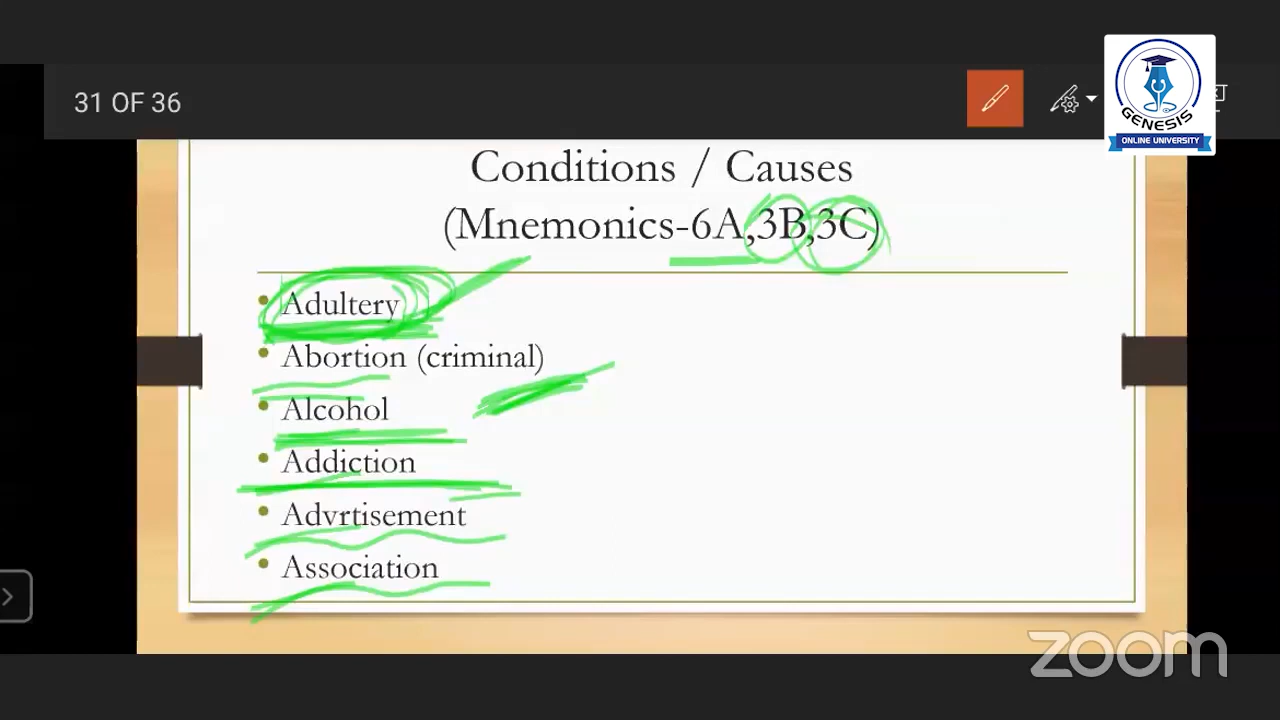 31 OF 36
GENESIS
ONLINE UNIVERSITY
Conditions / Causes
(Mnemonics-6A,3B,3C)
• Adultery
• Abortion (criminal)
• Alcohol
• Addiction
• Advrtisement
• Association
zoom